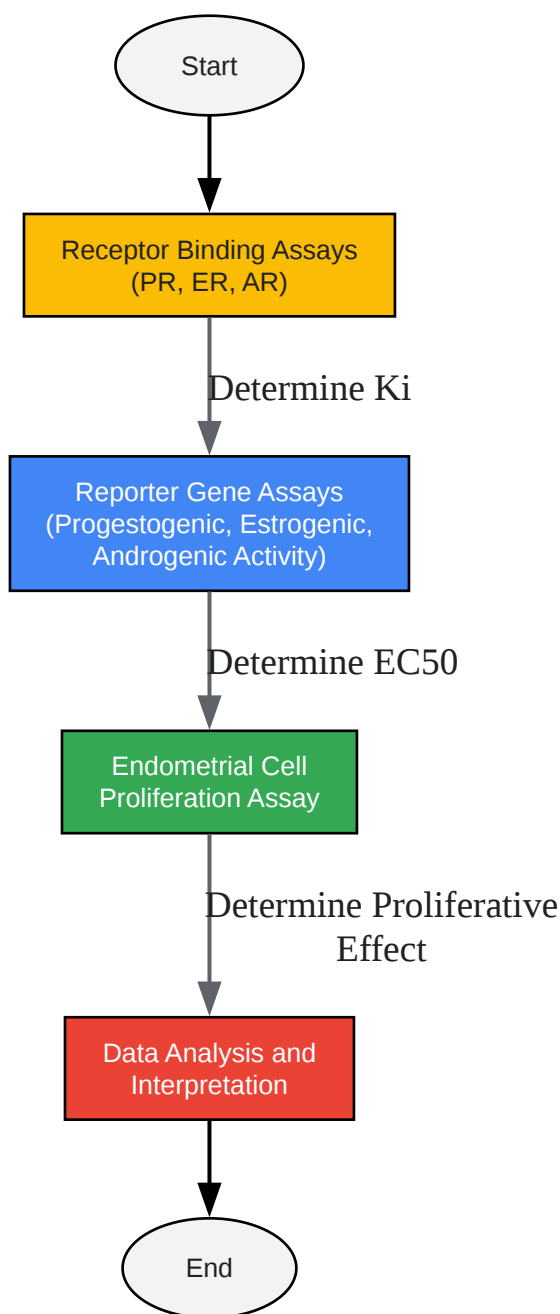 Start
Receptor Binding Assays
(PR, ER, AR)
Determine Ki
Reporter Gene Assays
(Progestogenic, Estrogenic,
Androgenic Activity)
Determine EC50
Endometrial Cell
Proliferation Assay
Determine Proliferative
Effect
Data Analysis and
Interpretation
End